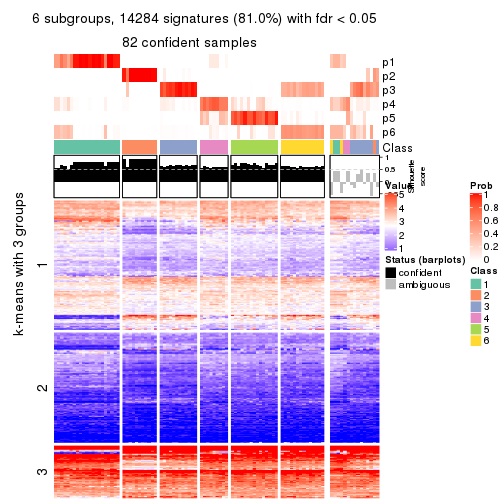 6 subgroups, 14284 signatures (81.0%) with fdr < 0.05
82 confident samples
p1
p2
p3
p4
p5
p6
Class
1
0.5
0
Silhouette
score
k-means with 3 groups
1
2
3
Value
5
4
3
2
1
Status (barplots)
confident
ambiguous
Prob
1
0.8
0.6
0.4
0.2
0
Class
1
2
3
4
5
6